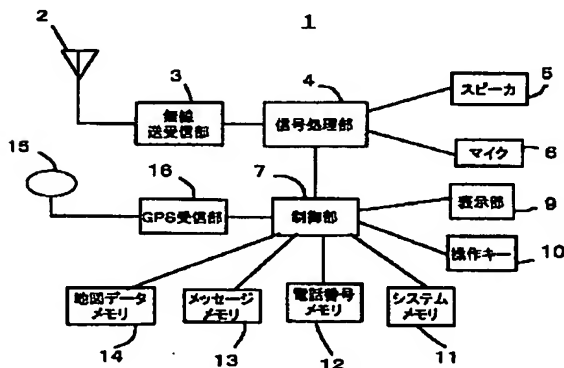 1
2
3
無線
送受信部
4
信号処理部
5
スピーカ
マイク
6
15
16
GPS受信部
7
制御部
表示部
9
操作キー
10
地図データ
メモリ
14
メッセージ
メモリ
13
電話番号
メモリ
12
システム
メモリ
11